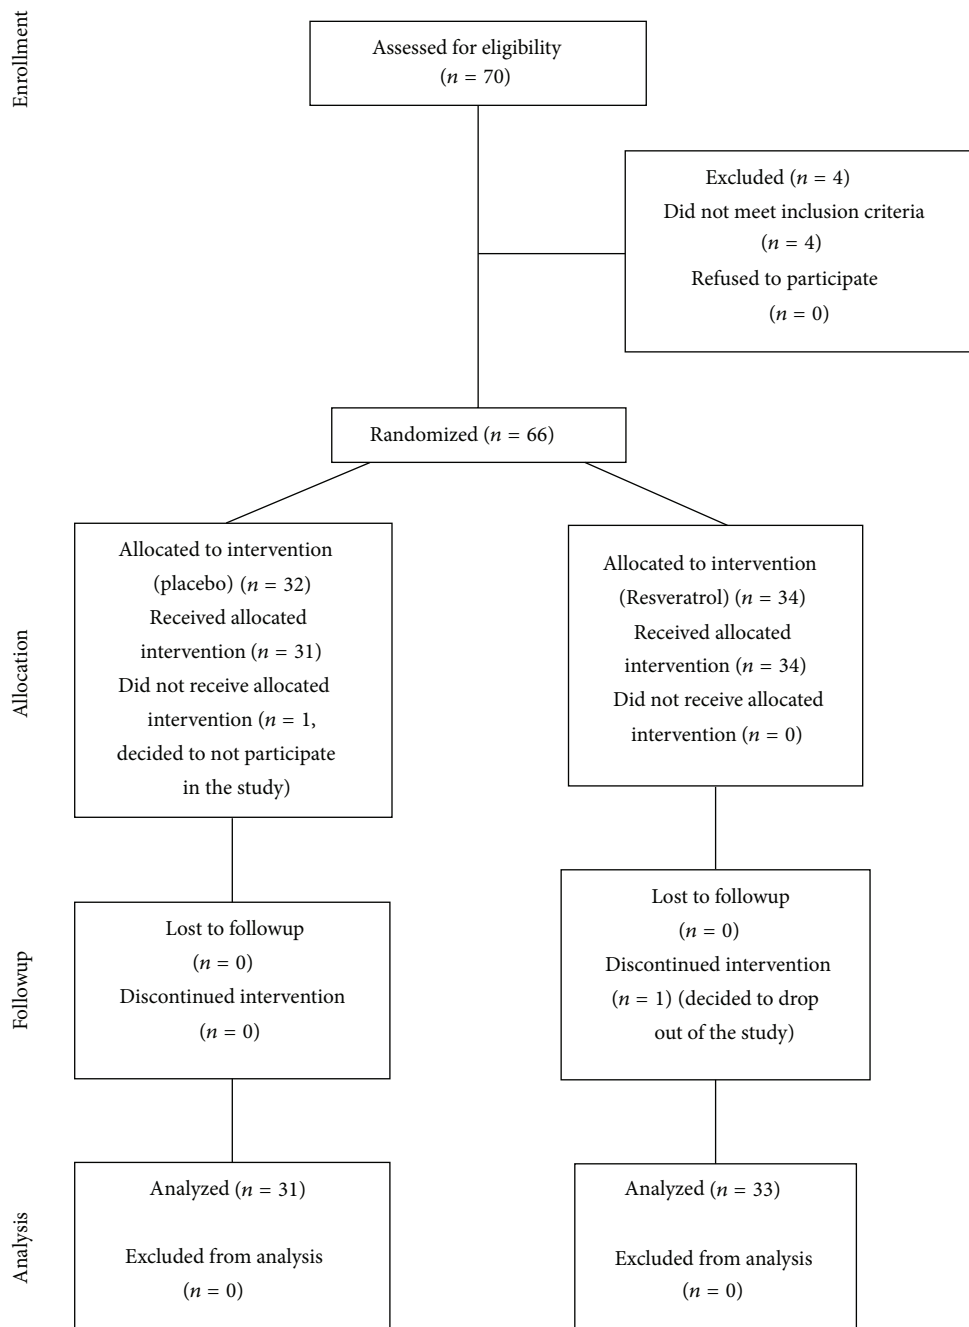 Enrollment
Assessed for eligibility
(n = 70)
Excluded (n = 4)
Did not meet inclusion criteria
(n = 4)
Refused to participate
(n = 0)
Randomized (n = 66)
Allocation
Allocated to intervention
(placebo) (n = 32)
Received allocated
intervention (n = 31)
Did not receive allocated
intervention (n = 1,
decided to not participate
in the study)
Allocated to intervention
(Resveratrol) (n = 34)
Received allocated
intervention (n = 34)
Did not receive allocated
intervention (n = 0)
Followup
Lost to followup
(n = 0)
Discontinued intervention
(n = 0)
Lost to followup
(n = 0)
Discontinued intervention
(n = 1) (decided to drop
out of the study)
Analysis
Analyzed (n = 31)
Excluded from analysis
(n = 0)
Analyzed (n = 33)
Excluded from analysis
(n = 0)